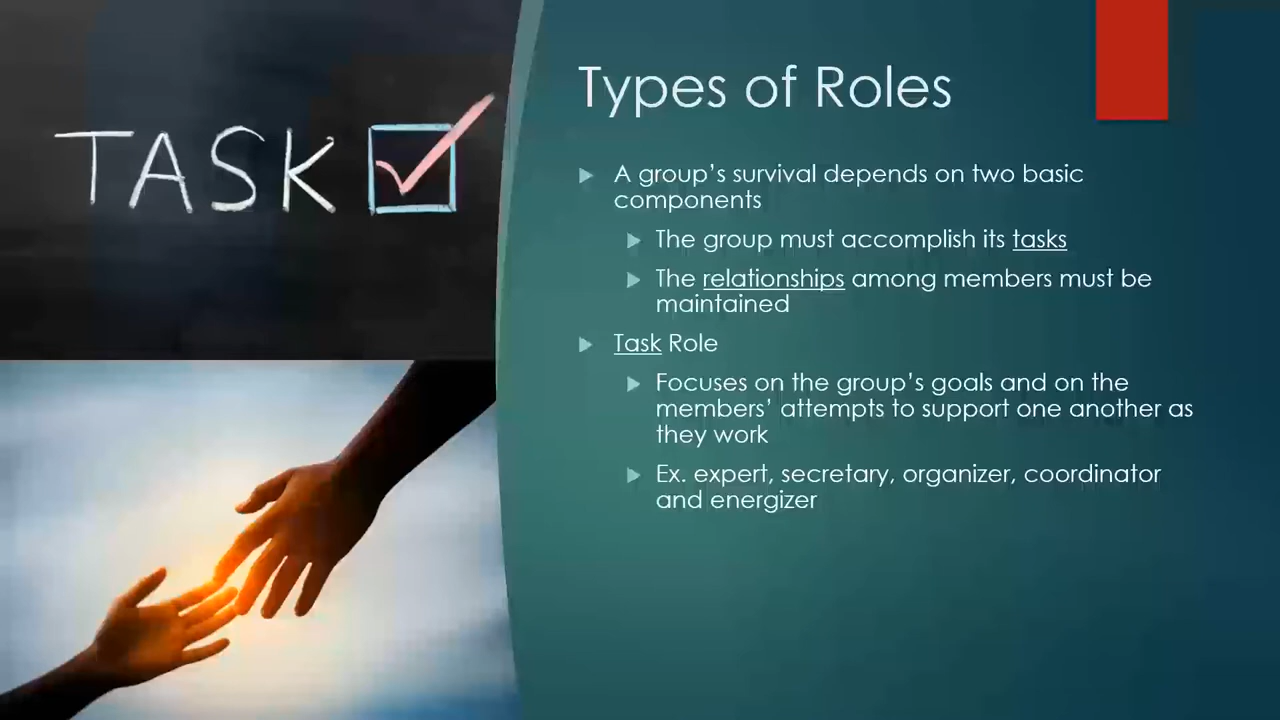 TASK
Types of Roles
A group's survival depends on two basic
components
The group must accomplish its tasks
The relationships among members must be
maintained
Task Role
Focuses on the group's goals and on the
members' attempts to support one another as
they work
Ex. expert, secretary, organizer, coordinator
and energizer